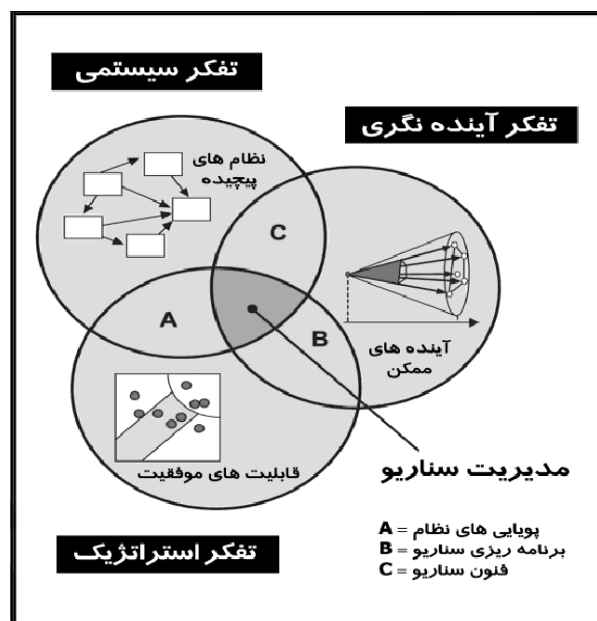 تفکر سیستمی
تفکر آینده نگری
نظام های
پیچیده
C
A
B
آینده های
ممکن
قابلیت های موفقیت
مدیریت سناریو
تفکر استراتژیک
A = پویایی های نظام
B = برنامه ریزی سناریو
C = فنون سناریو